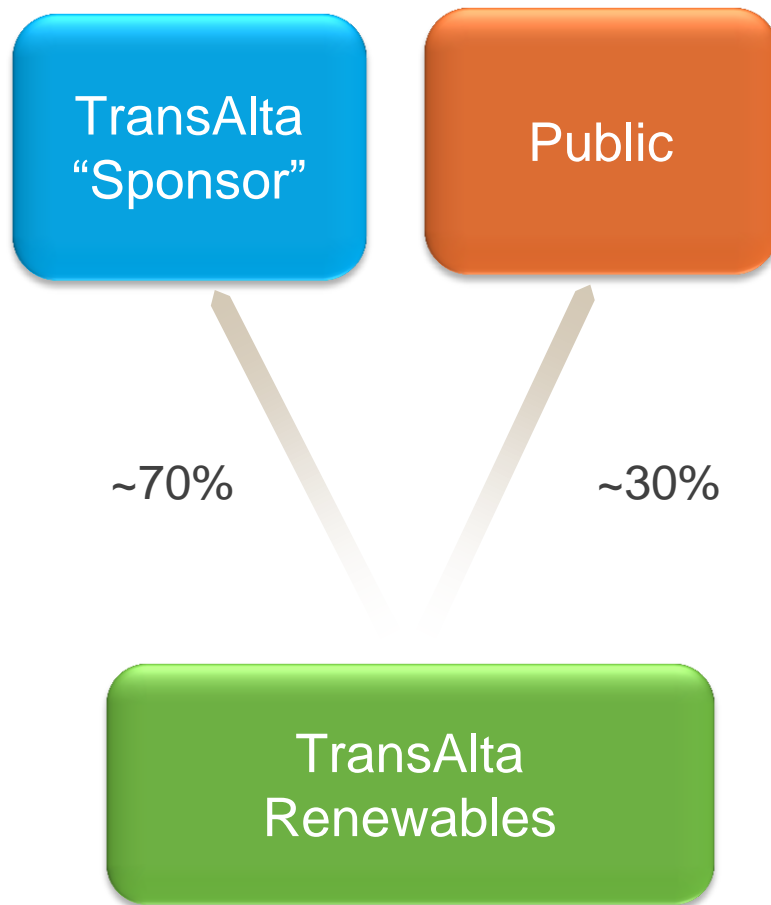 TransAlta
“Sponsor”
Public
~70%
~30%
TransAlta
Renewables